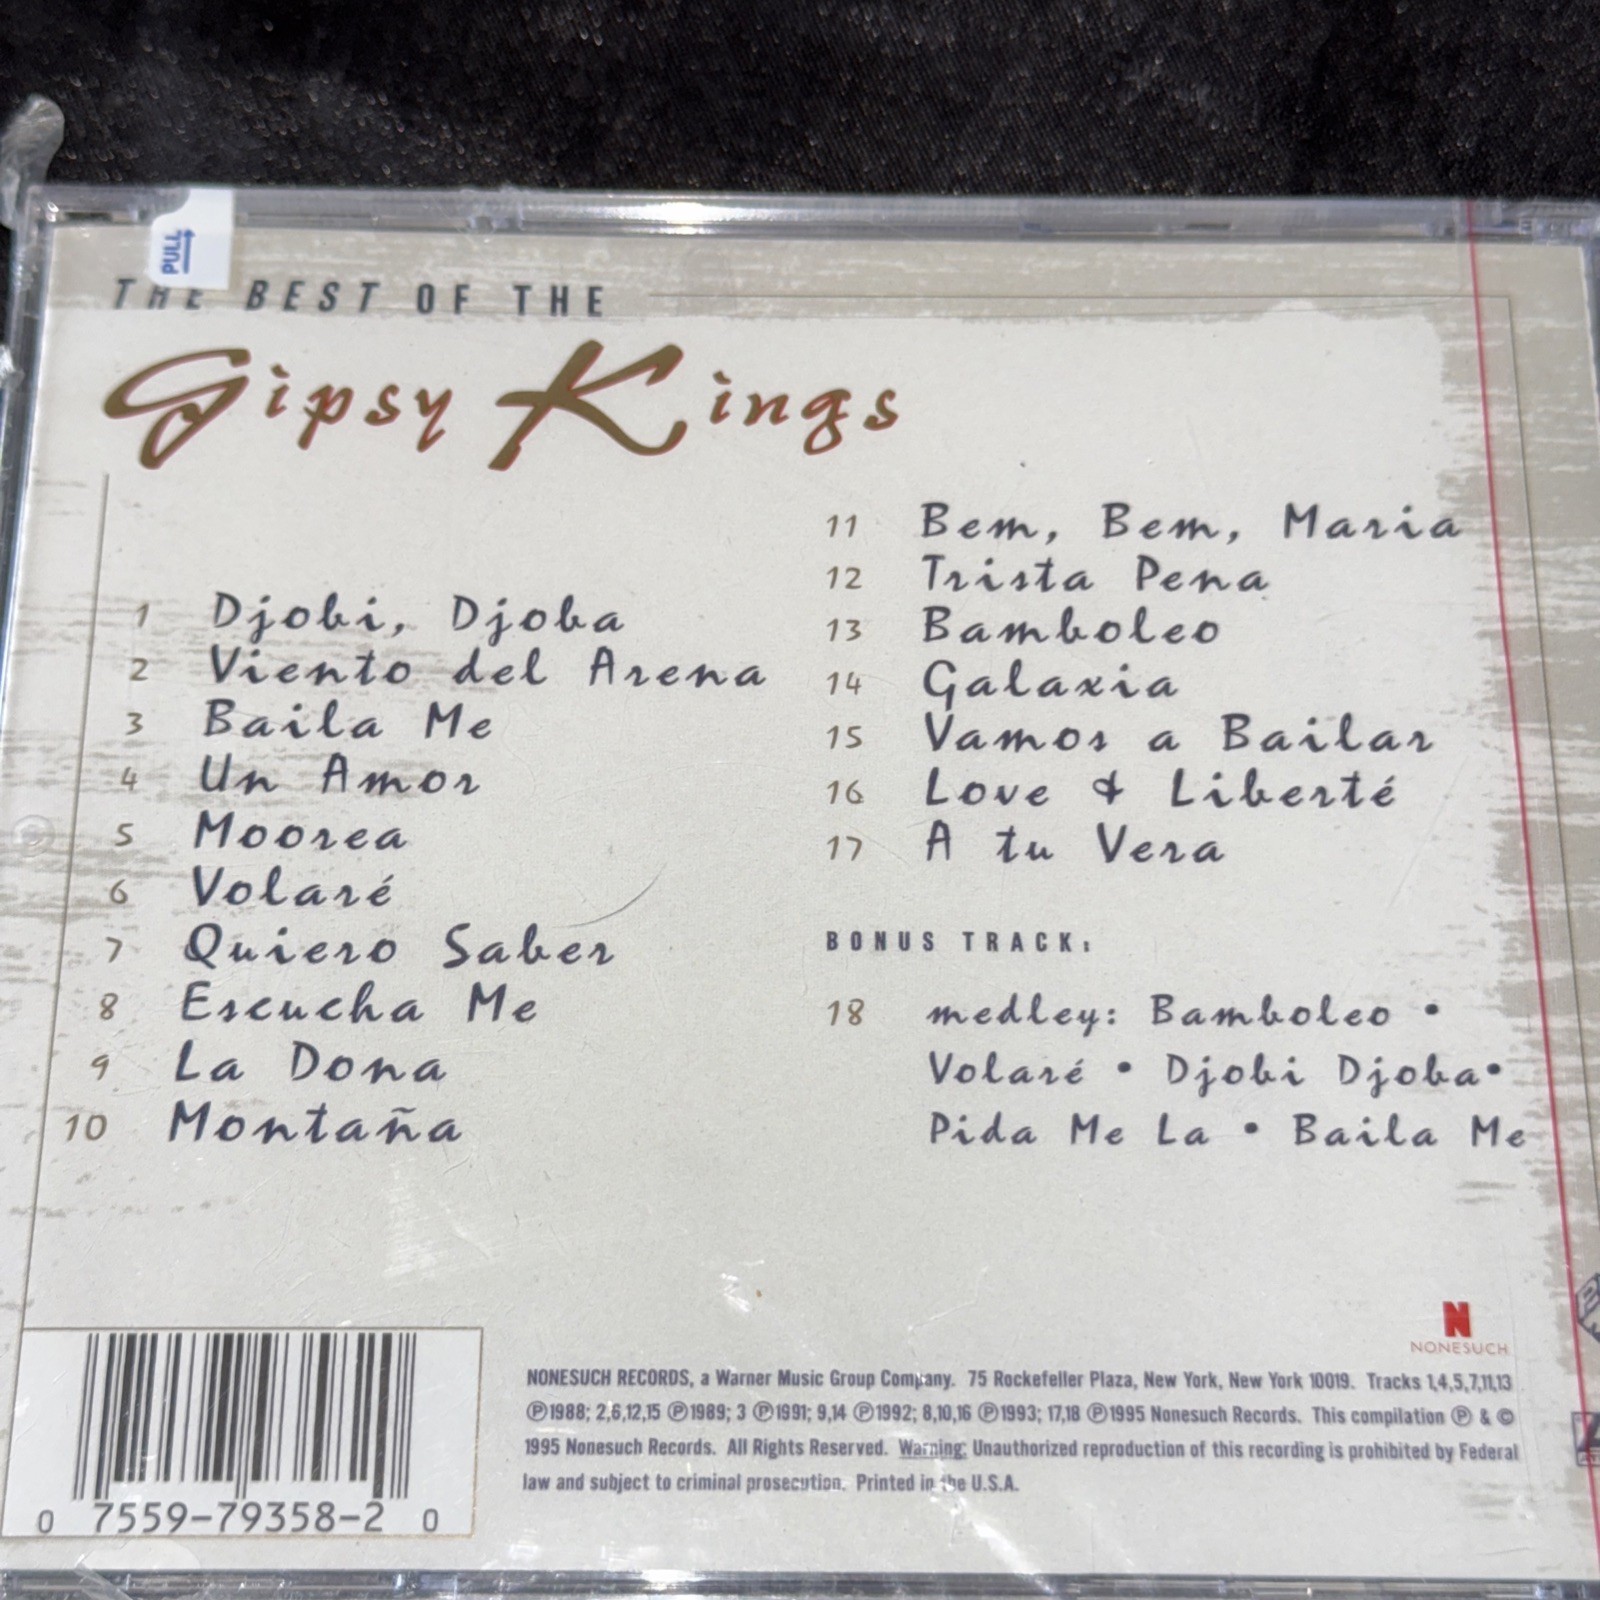 PULL
THE BEST OF THE
Gipsy Kings
1 Djobi, Djoba
2 Viento del Arena
3 Baila Me
4 Un Amor
5 Moorea
6 Volaré
7 Quiero Saber
8 Escucha Me
9 La Dona
10 Montaña
11 Bem, Bem, Maria
12 Trista Pena
13 Bamboleo
14 Galaxia
15 Vamos a Bailar
16 Love & Liberté
17 A tu Vera
BONUS TRACK:
18 medley: Bamboleo •
Volaré • Djobi Djoba•
Pida Me La • Baila Me
N
NONESUCH
NONESUCH RECORDS, a Warner Music Group Company. 75 Rockefeller Plaza, New York, New York 10019. Tracks 1,4,5,7,11,13
℗1988; 2,6,12,15 ℗1989; 3 ℗1991; 9,14 ℗1992; 8,10,16 ℗1993; 17,18 ℗1995 Nonesuch Records. This compilation ℗ & ©
1995 Nonesuch Records. All Rights Reserved. Warning: Unauthorized reproduction of this recording is prohibited by Federal
law and subject to criminal prosecution. Printed in the U.S.A.
0 7559-79358-2 0